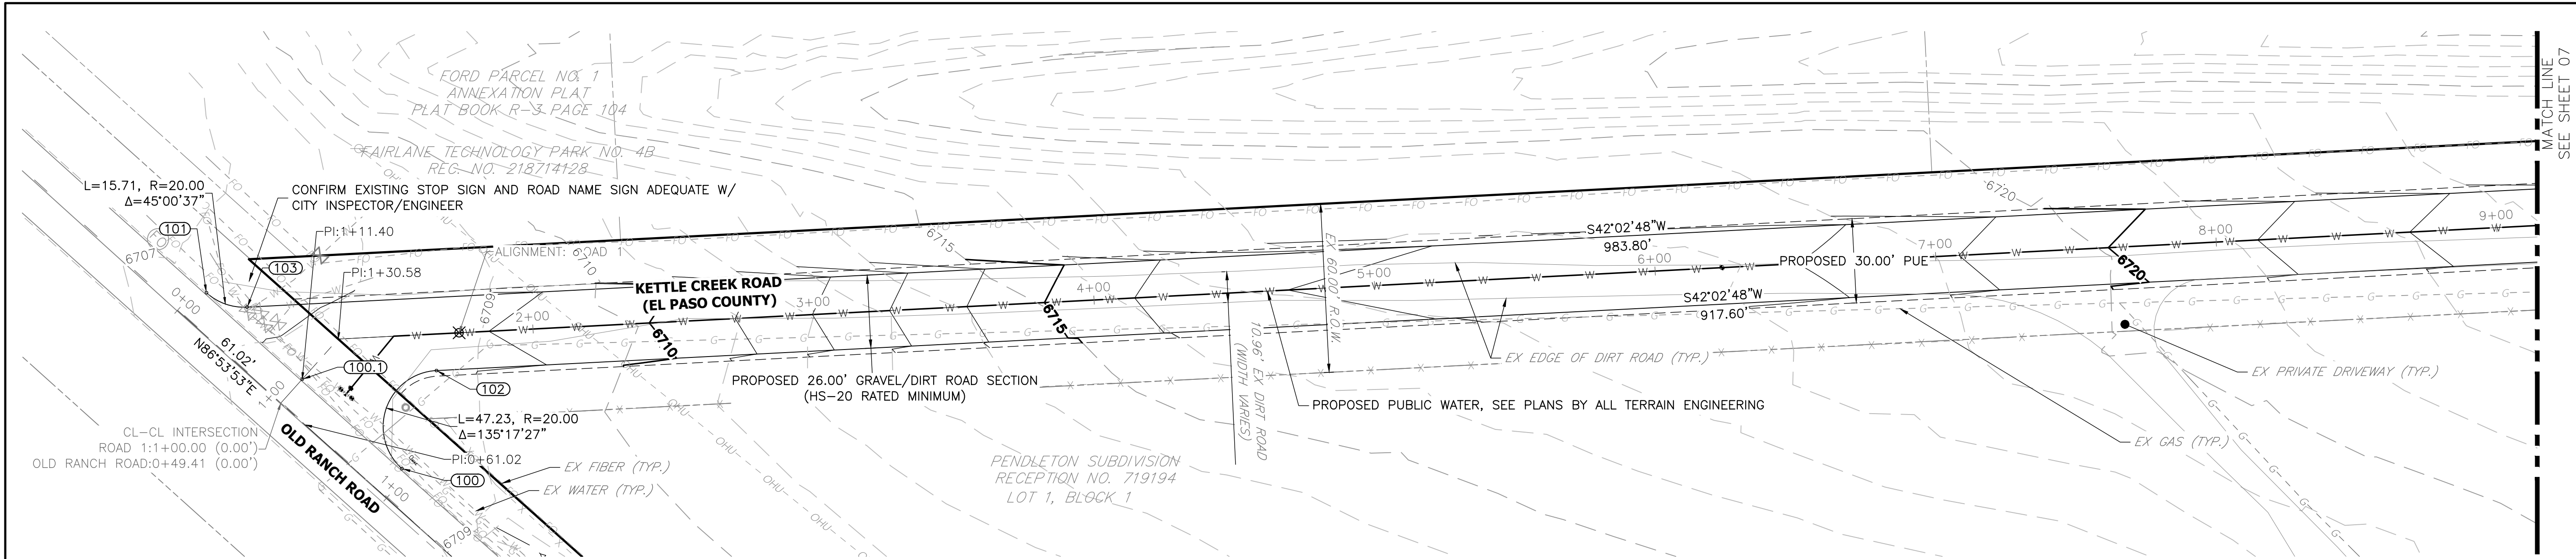 FORD PARCEL NO. 1
ANNEXATION PLAT
PLAT BOOK R-3 PAGE 104
FAIRLANE TECHNOLOGY PARK NO. 4B
REC. NO. 218714128
L=15.71, R=20.00
Δ=45°00'37"
CONFIRM EXISTING STOP SIGN AND ROAD NAME SIGN ADEQUATE W/
CITY INSPECTOR/ENGINEER
101
PI:1+11.40
6707
103
PI:1+30.58
ALIGNMENT: ROAD 1
6710
6709
KETTLE CREEK ROAD
(EL PASO COUNTY)
0+00
2+00
3+00
4+00
5+00
6+00
7+00
8+00
9+00
6715
6720
6710
6715
6720
S42°02'48"W
983.80'
PROPOSED 30.00' PUE
S42°02'48"W
917.60'
EX 60.00' R.O.W.
10.96' EX DIRT ROAD
(WIDTH VARIES)
EX EDGE OF DIRT ROAD (TYP.)
EX PRIVATE DRIVEWAY (TYP.)
PROPOSED PUBLIC WATER, SEE PLANS BY ALL TERRAIN ENGINEERING
EX GAS (TYP.)
61.02'
N86°53'53"E
100.1
102
PROPOSED 26.00' GRAVEL/DIRT ROAD SECTION
(HS-20 RATED MINIMUM)
L=47.23, R=20.00
Δ=135°17'27"
CL-CL INTERSECTION
ROAD 1:1+00.00 (0.00')
OLD RANCH ROAD:0+49.41 (0.00')
OLD RANCH ROAD
PI:0+61.02
EX FIBER (TYP.)
100
EX WATER (TYP.)
1+00
1+00
6709
PENDLETON SUBDIVISION
RECEPTION NO. 719194
LOT 1, BLOCK 1
MATCH LINE
SEE SHEET 07